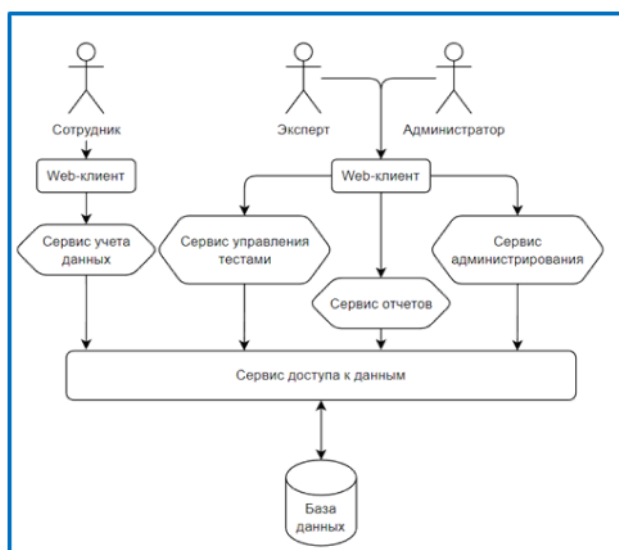 Сотрудник
Эксперт
Администратор
Web-клиент
Web-клиент
Сервис учета
данных
Сервис управления
тестами
Сервис
администрирования
Сервис отчетов
Сервис доступа к данным
База
данных